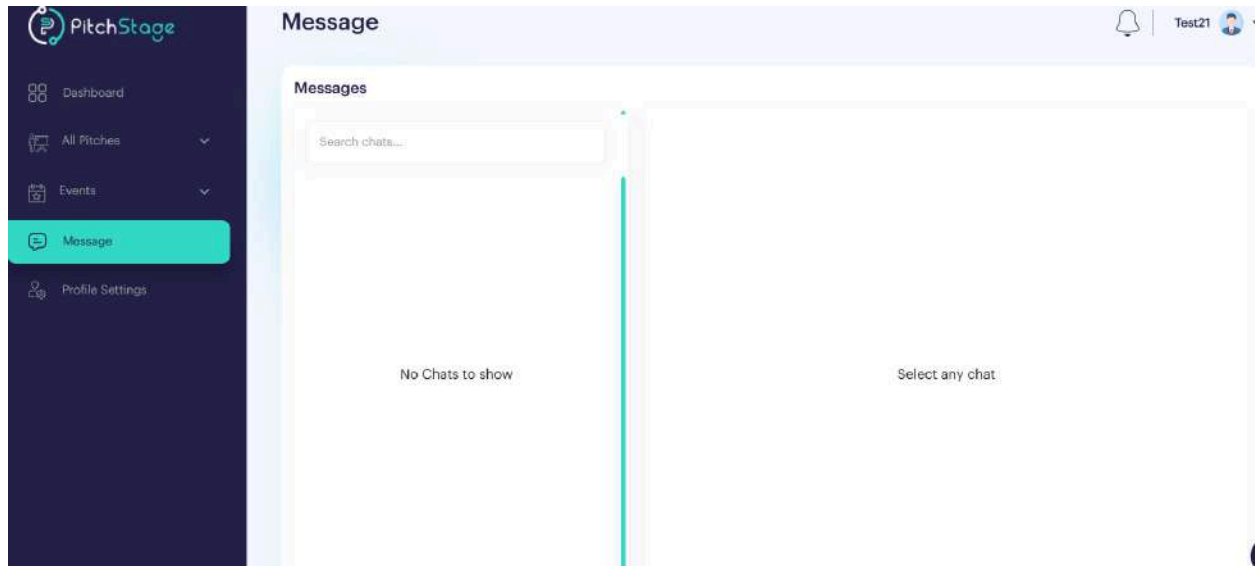 PitchStage
Message
Test21
Dashboard
All Pitches
Events
Message
Profile Settings
Messages
Search chats...
No Chats to show
Select any chat